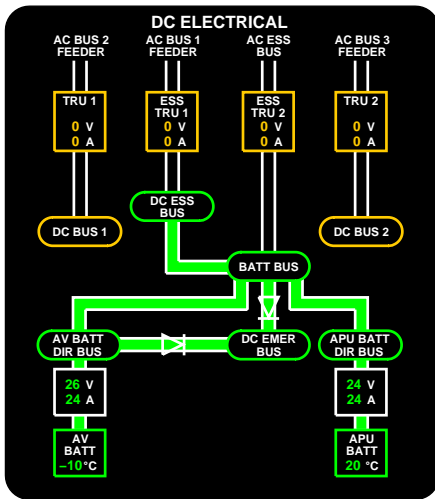 DC ELECTRICAL
AC BUS 2 AC BUS 1 AC ESS AC BUS 3
FEEDER FEEDER BUS FEEDER
TRU 1 ESS ESS TRU 2
TRU 1 TRU 2
0 V 0 V 0 V 0 V
0 A 0 A 0 A 0 A
DC ESS
BUS
DC BUS 1 DC BUS 2
BATT BUS
AV BATT DC EMER APU BATT
DIR BUS BUS DIR BUS
26 V 24 V
24 A 24 A
AV APU
BATT BATT
–10°C 20 °C